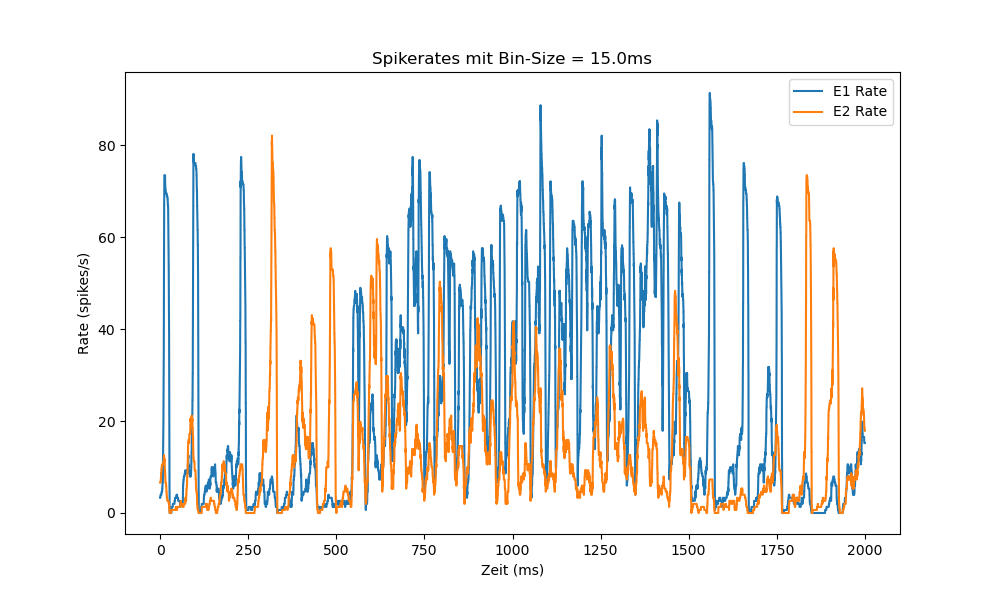 Spikerates mit Bin-Size = 15.0ms
E1 Rate
E2 Rate
Rate (spikes/s)
80
60
40
20
0
0 250 500 750 1000 1250 1500 1750 2000
Zeit (ms)